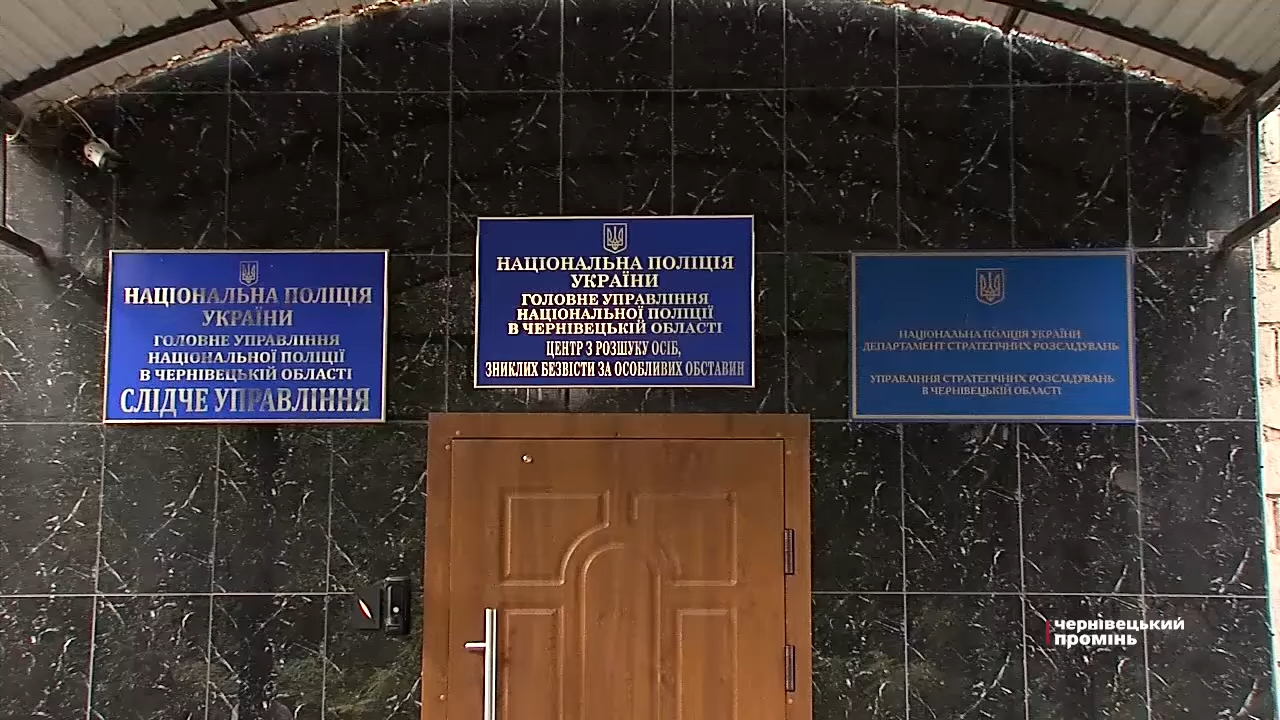 НАЦІОНАЛЬНА ПОЛІЦІЯ
УКРАЇНИ
ГОЛОВНЕ УПРАВЛІННЯ
НАЦІОНАЛЬНОЇ ПОЛІЦІЇ
В ЧЕРНІВЕЦЬКІЙ ОБЛАСТІ
СЛІДЧЕ УПРАВЛІННЯ
НАЦІОНАЛЬНА ПОЛІЦІЯ
УКРАЇНИ
ГОЛОВНЕ УПРАВЛІННЯ
НАЦІОНАЛЬНОЇ ПОЛІЦІЇ
В ЧЕРНІВЕЦЬКІЙ ОБЛАСТІ
ЦЕНТР З РОЗШУКУ ОСІБ,
ЗНИКЛИХ БЕЗВІСТИ ЗА ОСОБЛИВИХ ОБСТАВИН
НАЦІОНАЛЬНА ПОЛІЦІЯ УКРАЇНИ
ДЕПАРТАМЕНТ СТРАТЕГІЧНИХ РОЗСЛІДУВАНЬ
УПРАВЛІННЯ СТРАТЕГІЧНИХ РОЗСЛІДУВАНЬ
В ЧЕРНІВЕЦЬКІЙ ОБЛАСТІ
чернівецький
промінь